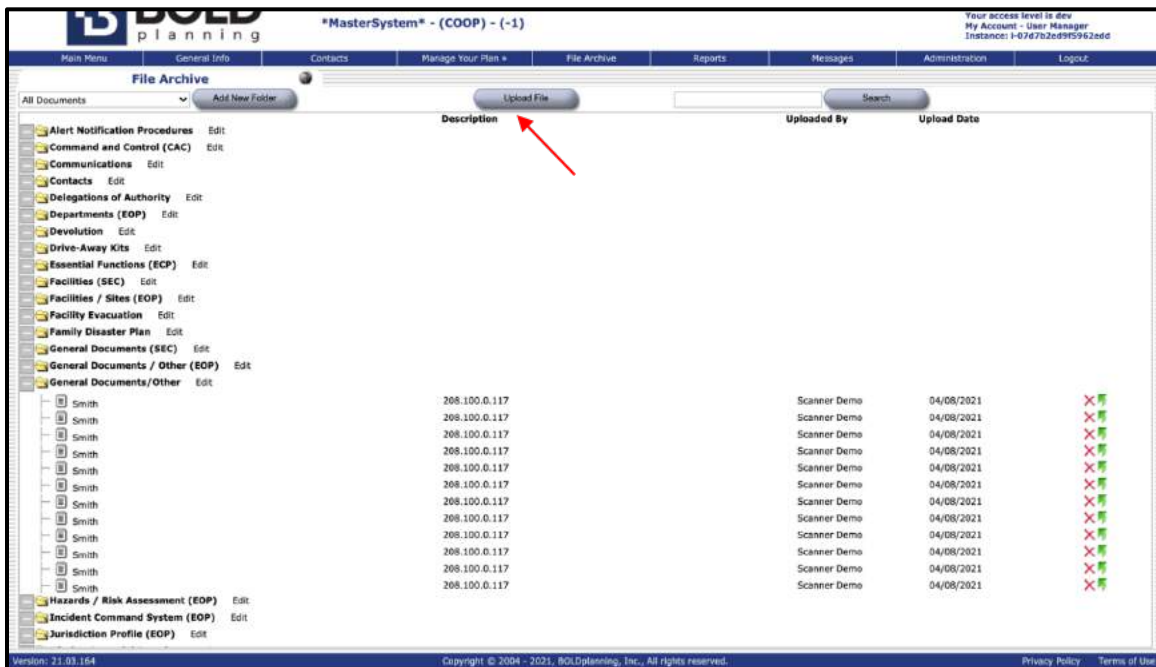 BOLD
planning
*MasterSystem* - (COOP) - (-1)
Your access level is dev
My Account - User Manager
Instance: i-07d7b2ed9f5962edd
Main Menu General Info Contacts Manage Your Plan » File Archive Reports Messages Administration Logout
File Archive
All Documents Add New Folder Upload File Search
Description Uploaded By Upload Date
Alert Notification Procedures Edit
Command and Control (CAC) Edit
Communications Edit
Contacts Edit
Delegations of Authority Edit
Departments (EOP) Edit
Devolution Edit
Drive-Away Kits Edit
Essential Functions (ECP) Edit
Facilities (SEC) Edit
Facilities / Sites (EOP) Edit
Facility Evacuation Edit
Family Disaster Plan Edit
General Documents (SEC) Edit
General Documents / Other (EOP) Edit
General Documents/Other Edit
Smith 208.100.0.117 Scanner Demo 04/08/2021
Smith 208.100.0.117 Scanner Demo 04/08/2021
Smith 208.100.0.117 Scanner Demo 04/08/2021
Smith 208.100.0.117 Scanner Demo 04/08/2021
Smith 208.100.0.117 Scanner Demo 04/08/2021
Smith 208.100.0.117 Scanner Demo 04/08/2021
Smith 208.100.0.117 Scanner Demo 04/08/2021
Smith 208.100.0.117 Scanner Demo 04/08/2021
Smith 208.100.0.117 Scanner Demo 04/08/2021
Smith 208.100.0.117 Scanner Demo 04/08/2021
Smith 208.100.0.117 Scanner Demo 04/08/2021
Smith 208.100.0.117 Scanner Demo 04/08/2021
Hazards / Risk Assessment (EOP) Edit
Incident Command System (EOP) Edit
Jurisdiction Profile (EOP) Edit
Version: 21.03.164 Copyright © 2004 - 2021, BOLDplanning, Inc., All rights reserved. Privacy Policy Terms of Use